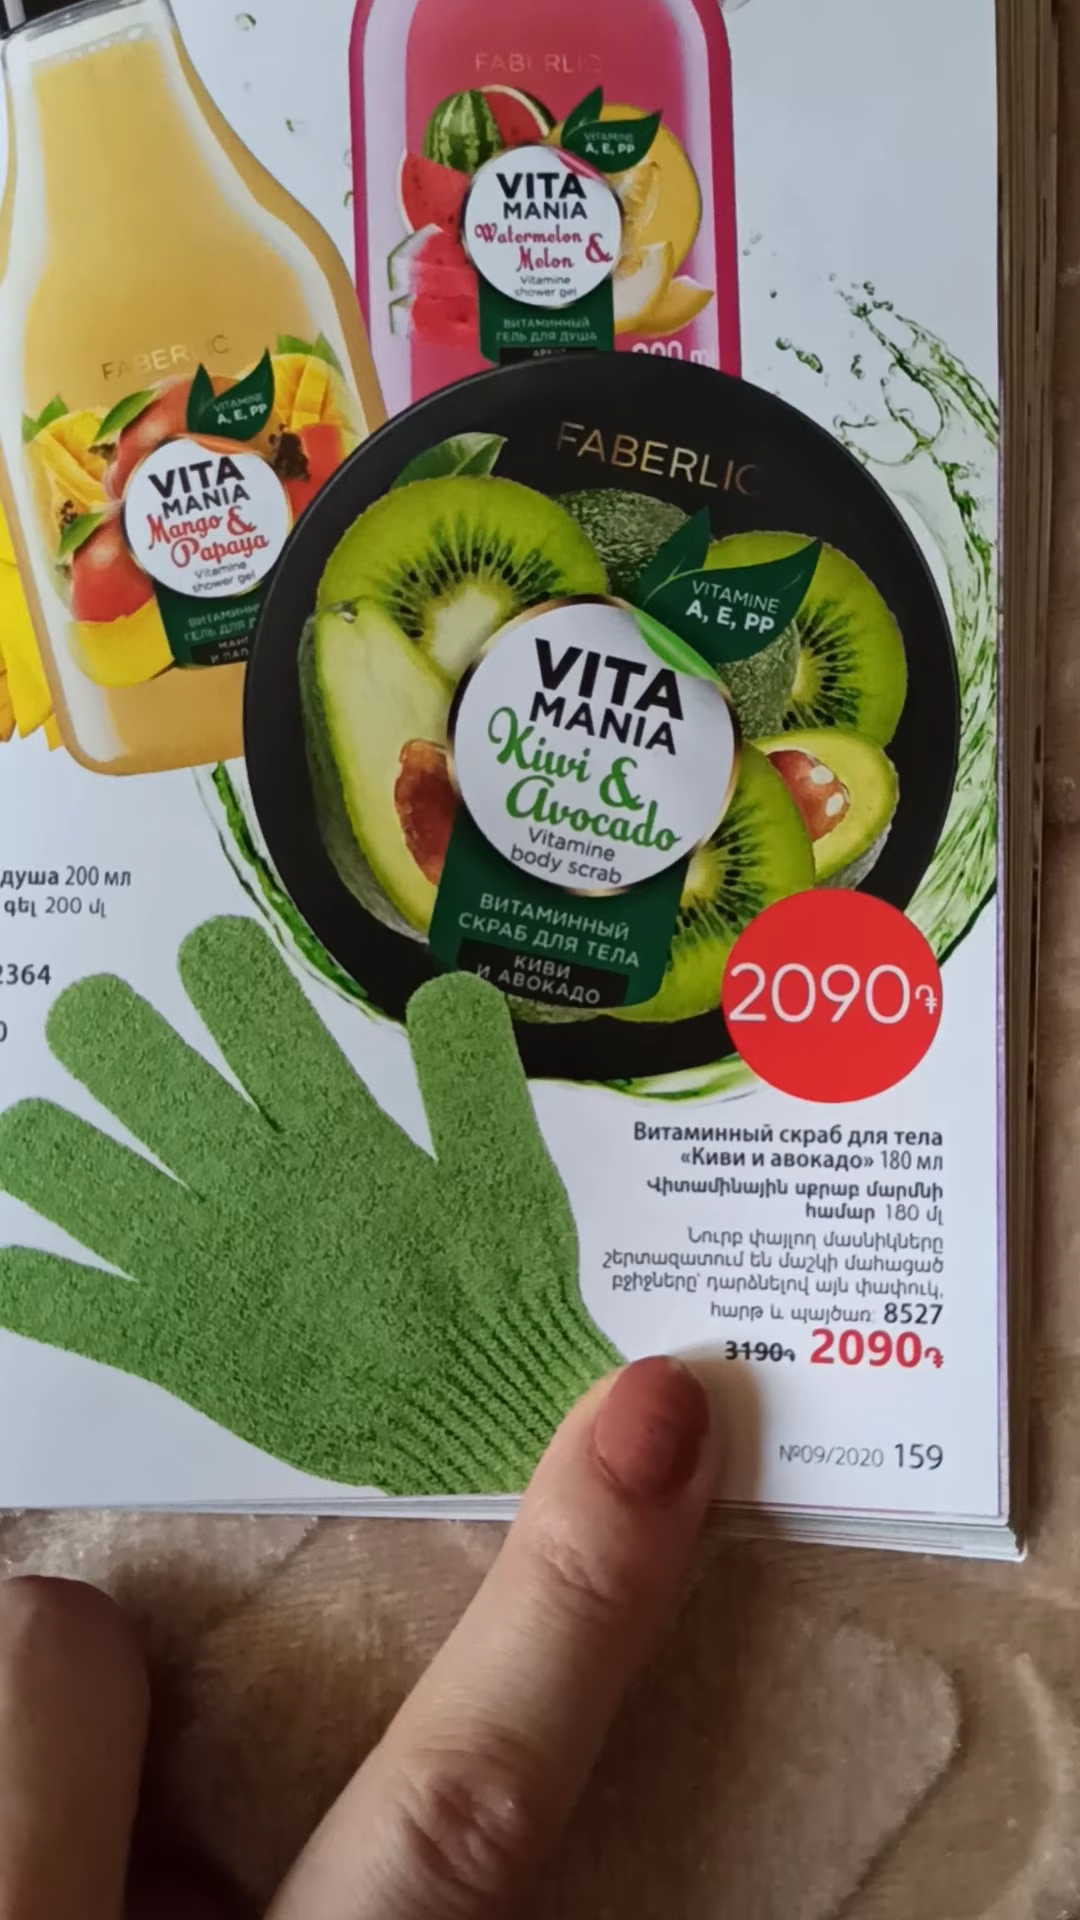 FABERLIC
VITAMINE
A, E, PP
VITA
MANIA
Watermelon &
Melon
Vitamine
shower gel
ВИТАМИННЫЙ
ГЕЛЬ ДЛЯ ДУША
FABERLIC
VITAMINE
A, E, PP
VITA
MANIA
Mango &
Papaya
Vitamine
shower gel
FABERLIC
VITAMINE
A, E, PP
VITA
MANIA
Kiwi &
Avocado
Vitamine
body scrab
ВИТАМИННЫЙ
СКРАБ ДЛЯ ТЕЛА
КИВИ
И АВОКАДО
душа 200 мл
գել 200 մլ
2364
0
2090֏
Витаминный скраб для тела
«Киви и авокадо» 180 мл
Վիտամինային սքրաբ մարմնի
համար 180 մլ
Նուրբ փայլող մասնիկները
շերտազատում են մաշկի մահացած
բջիջները՝ դարձնելով այն փափուկ,
հարթ և պայծառ: 8527
3190֏ 2090֏
№09/2020 159